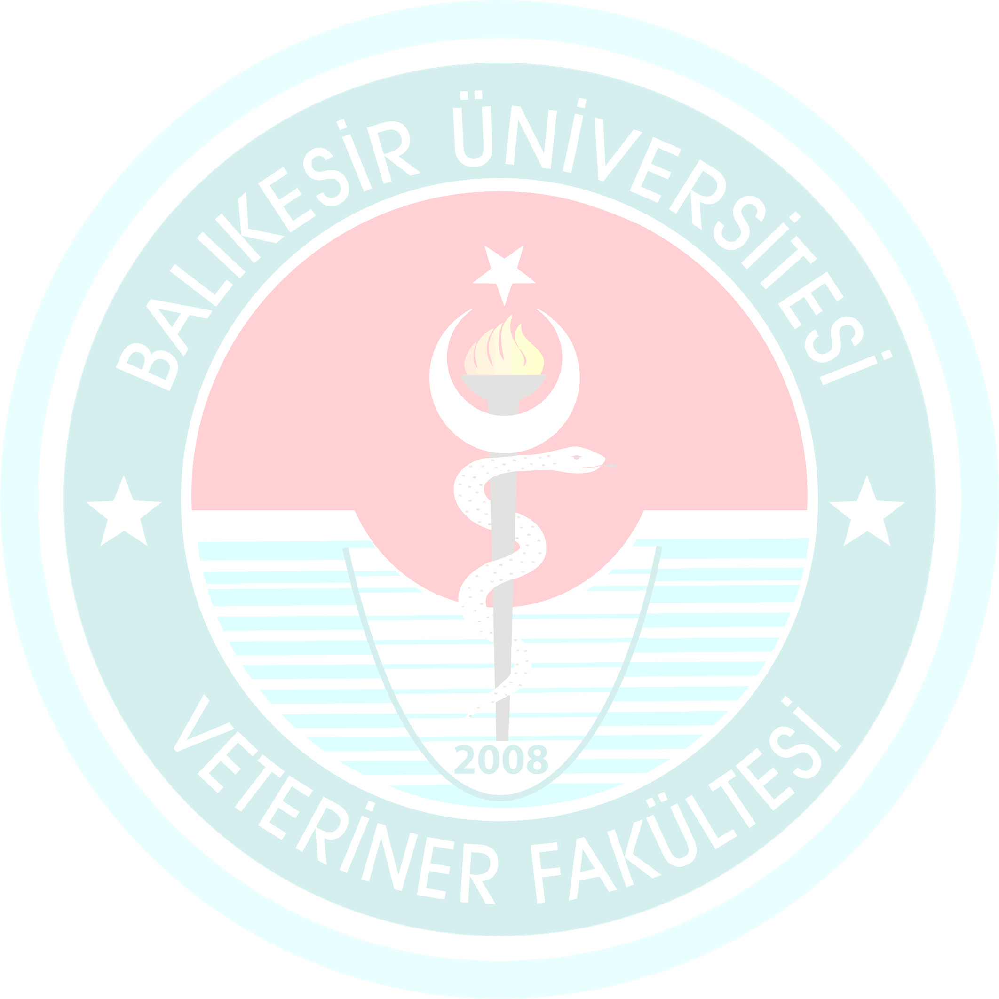 BALIKESİR ÜNİVERSİTESİ
2008
VETERİNER FAKÜLTESİ